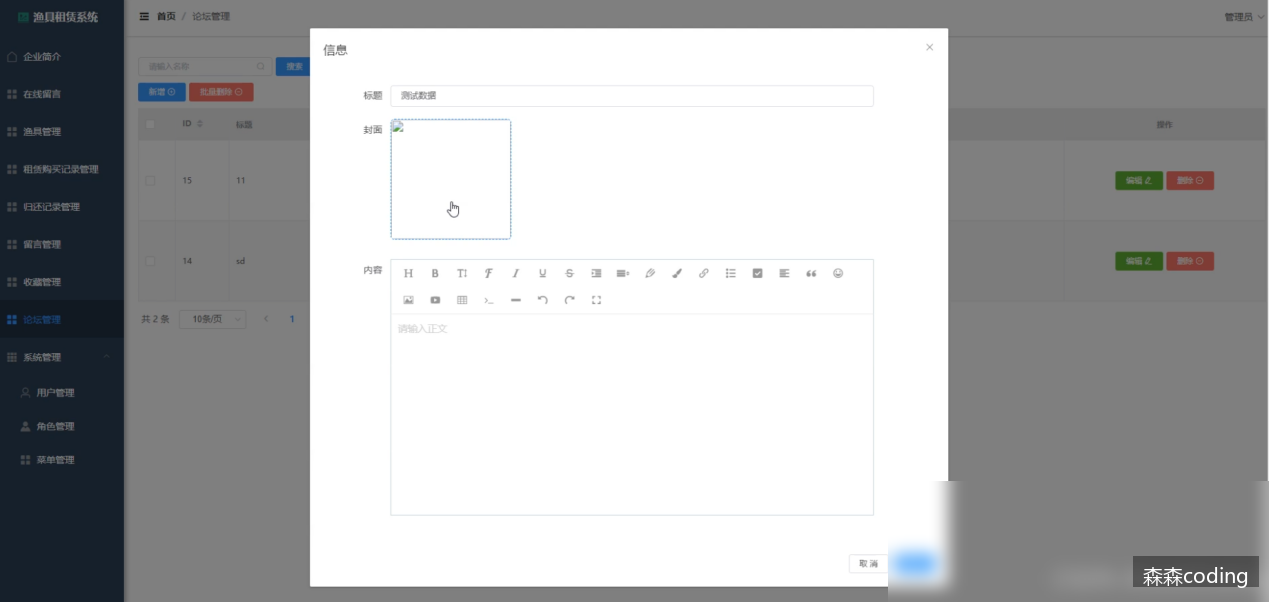 渔具租赁系统
首页 / 论坛管理
管理员
企业简介
在线留言
渔具管理
租赁购买记录管理
归还记录管理
留言管理
收藏管理
论坛管理
系统管理
用户管理
角色管理
菜单管理
请输入名称
搜索
新增
批量删除
ID
标题
操作
15
11
编辑
删除
14
sd
编辑
删除
共 2 条
10条/页
1
信息
标题
测试数据
封面
内容
请输入正文
取 消
森森coding